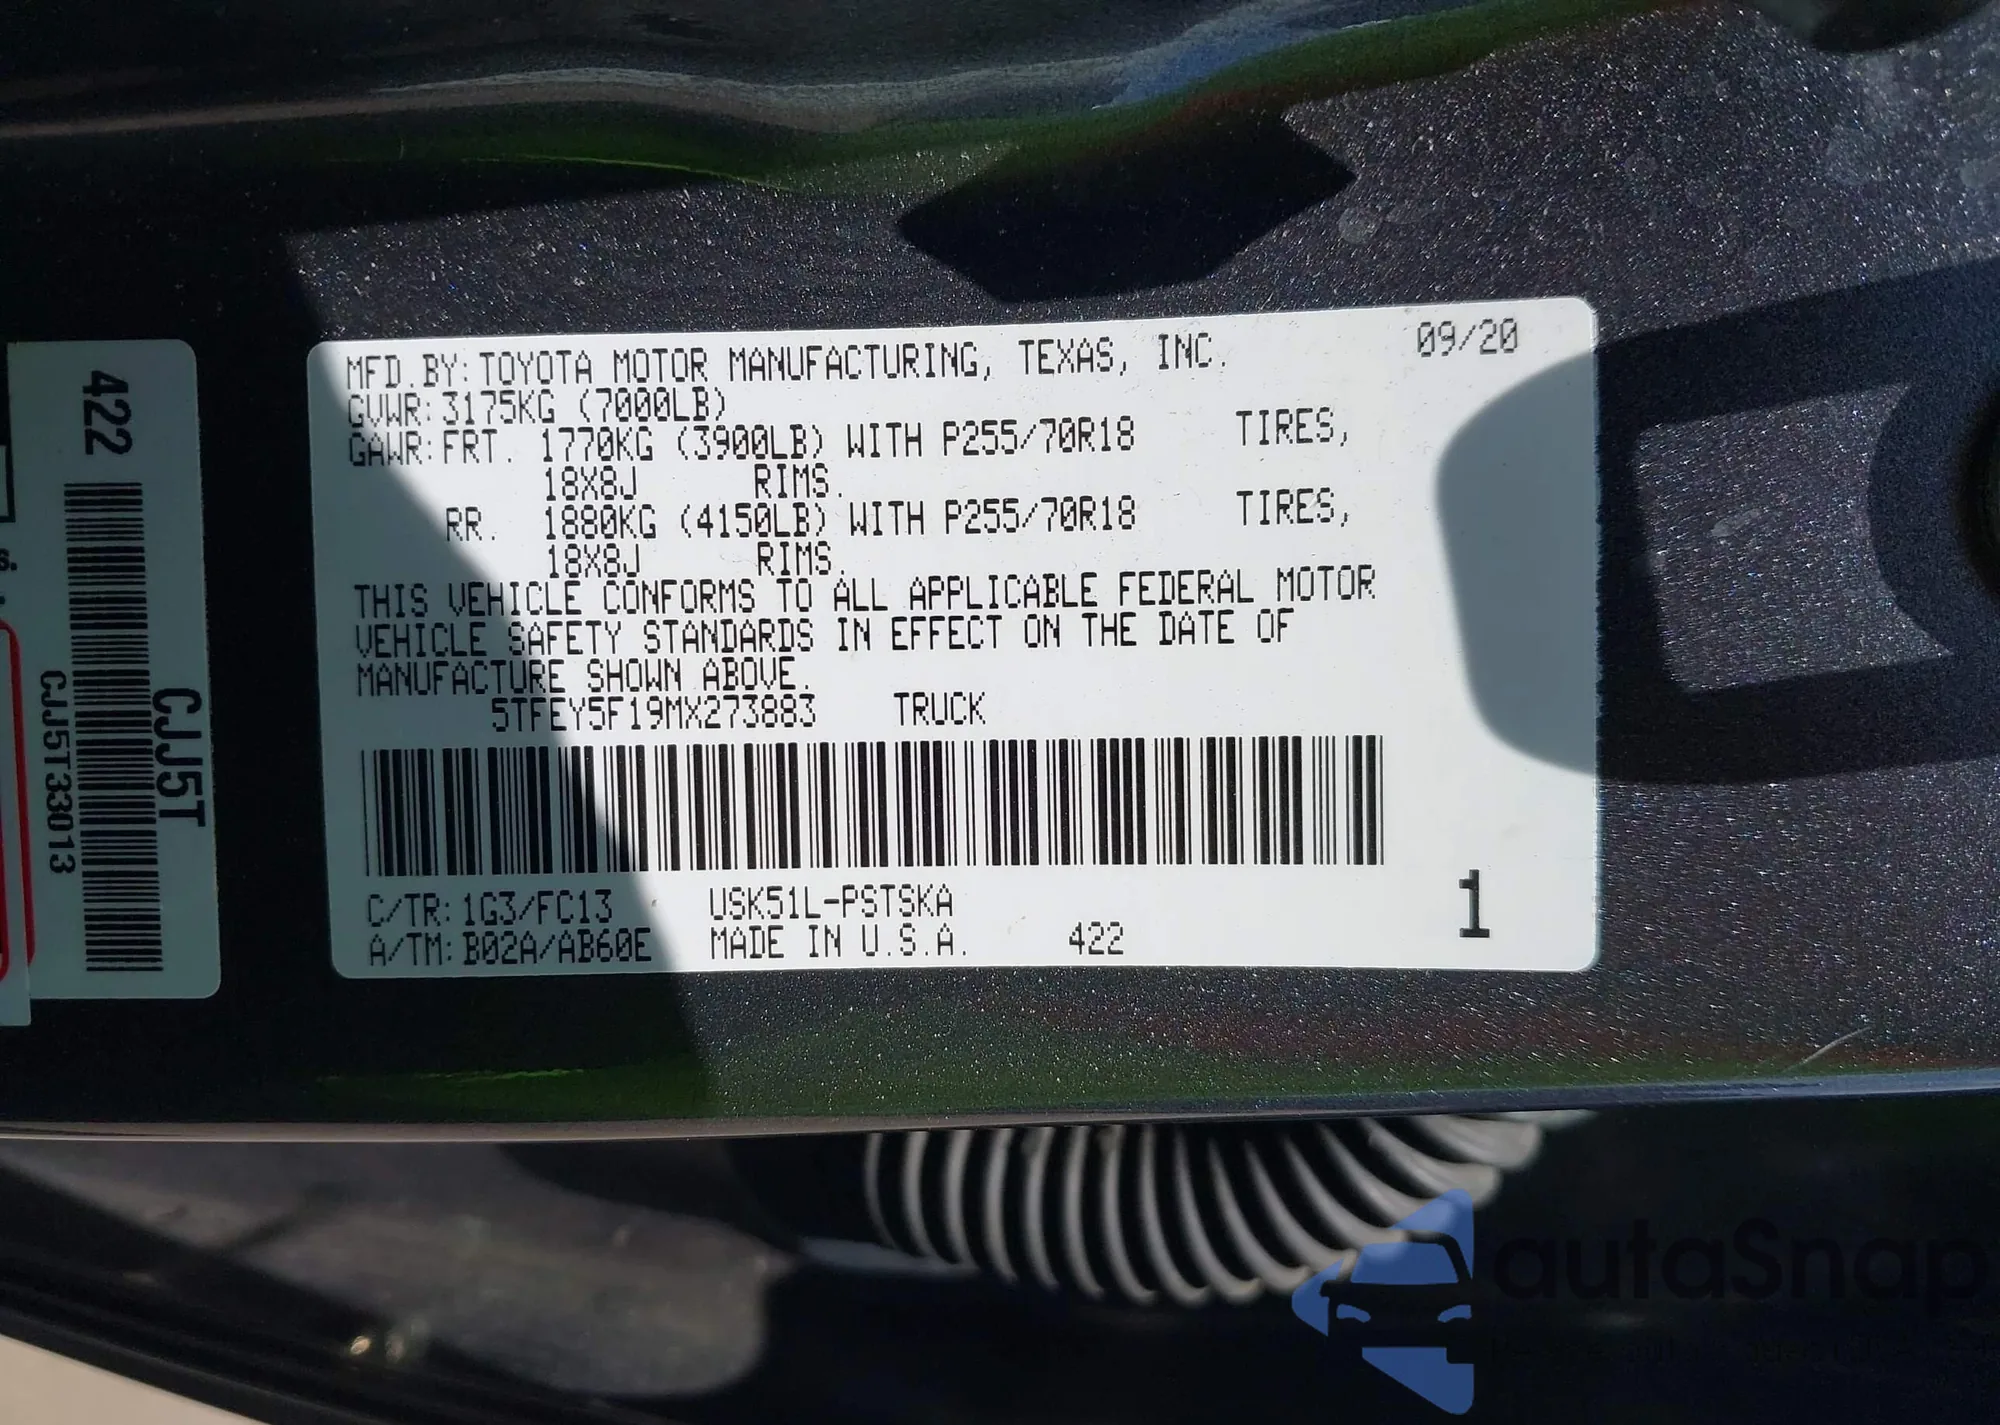 MFD.BY: TOYOTA MOTOR MANUFACTURING, TEXAS, INC. 09/20
GVWR: 3175KG (7000LB)
GAWR: FRT. 1770KG (3900LB) WITH P255/70R18 TIRES,
18X8J RIMS.
RR. 1880KG (4150LB) WITH P255/70R18 TIRES,
18X8J RIMS.
THIS VEHICLE CONFORMS TO ALL APPLICABLE FEDERAL MOTOR
VEHICLE SAFETY STANDARDS IN EFFECT ON THE DATE OF
MANUFACTURE SHOWN ABOVE.
5TFEY5F19MX273883 TRUCK
C/TR: 1G3/FC13 USK51L-PSTSKA
A/TM: B02A/AB60E MADE IN U.S.A. 422
1
422
CJJ5T
CJJ5T33013
s.
autaSnap